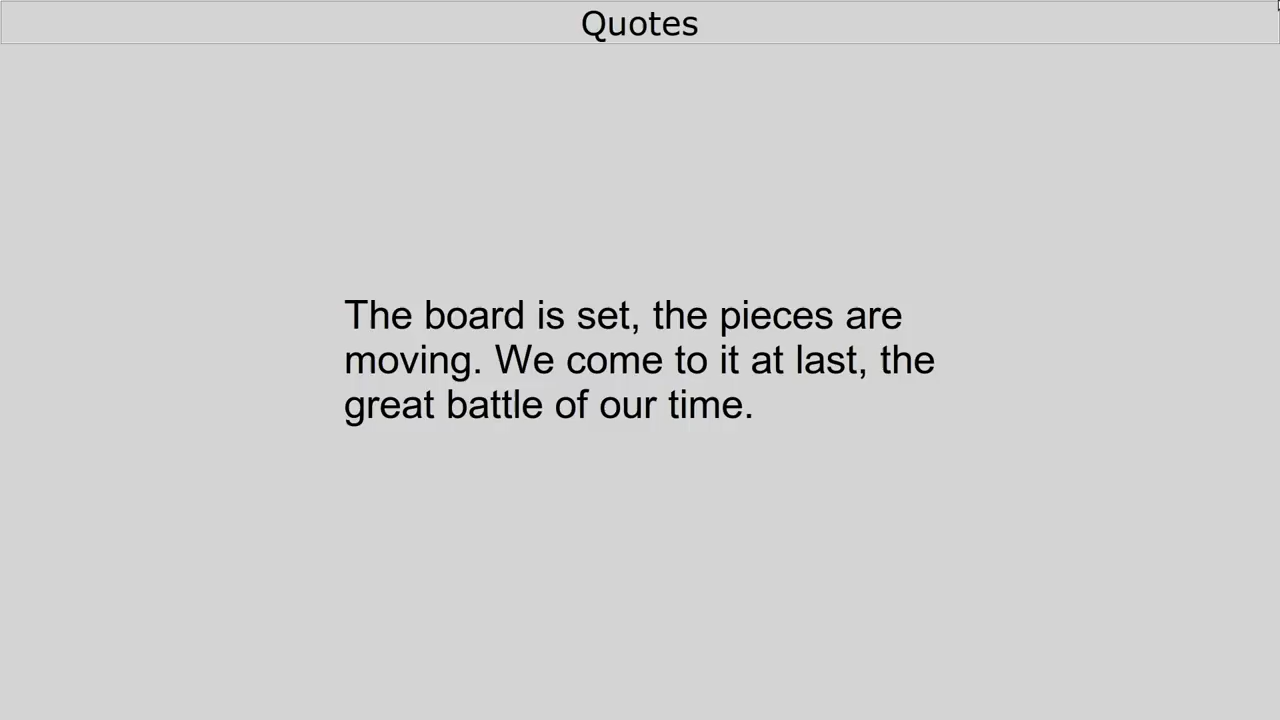 Quotes
The board is set, the pieces are
moving. We come to it at last, the
great battle of our time.